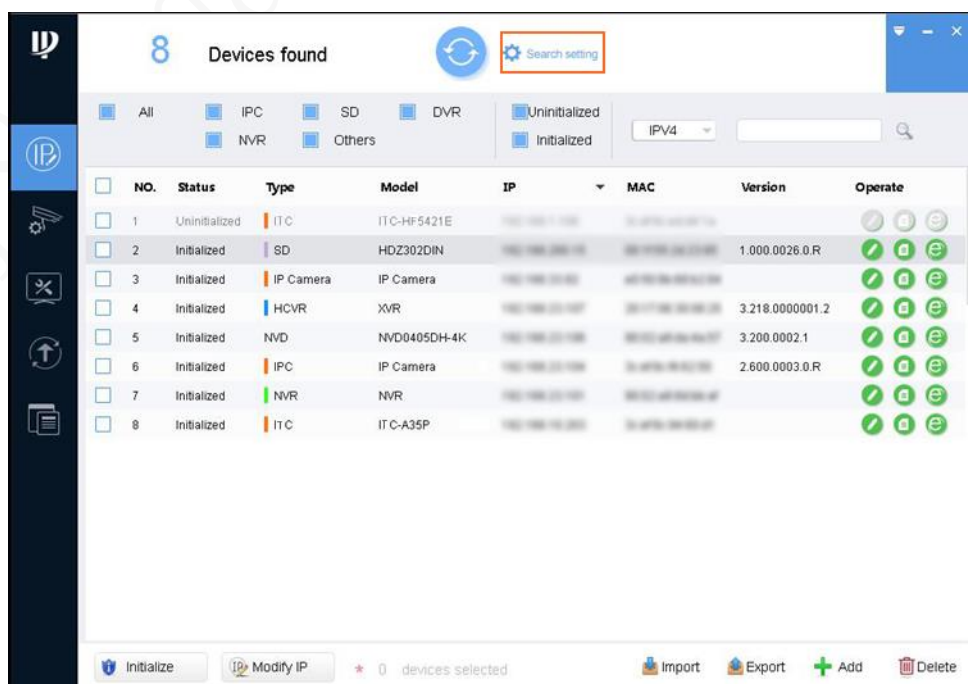 8 Devices found Search setting
All IPC SD DVR Uninitialized
NVR Others Initialized IPV4
NO. Status Type Model IP MAC Version Operate
1 Uninitialized ITC ITC-HF5421E
2 Initialized SD HDZ302DIN 1.000.0026.0.R
3 Initialized IP Camera IP Camera
4 Initialized HCVR XVR 3.218.0000001.2
5 Initialized NVD NVD0405DH-4K 3.200.0002.1
6 Initialized IPC IP Camera 2.600.0003.0.R
7 Initialized NVR NVR
8 Initialized ITC ITC-A35P
Initialize Modify IP * 0 devices selected Import Export Add Delete